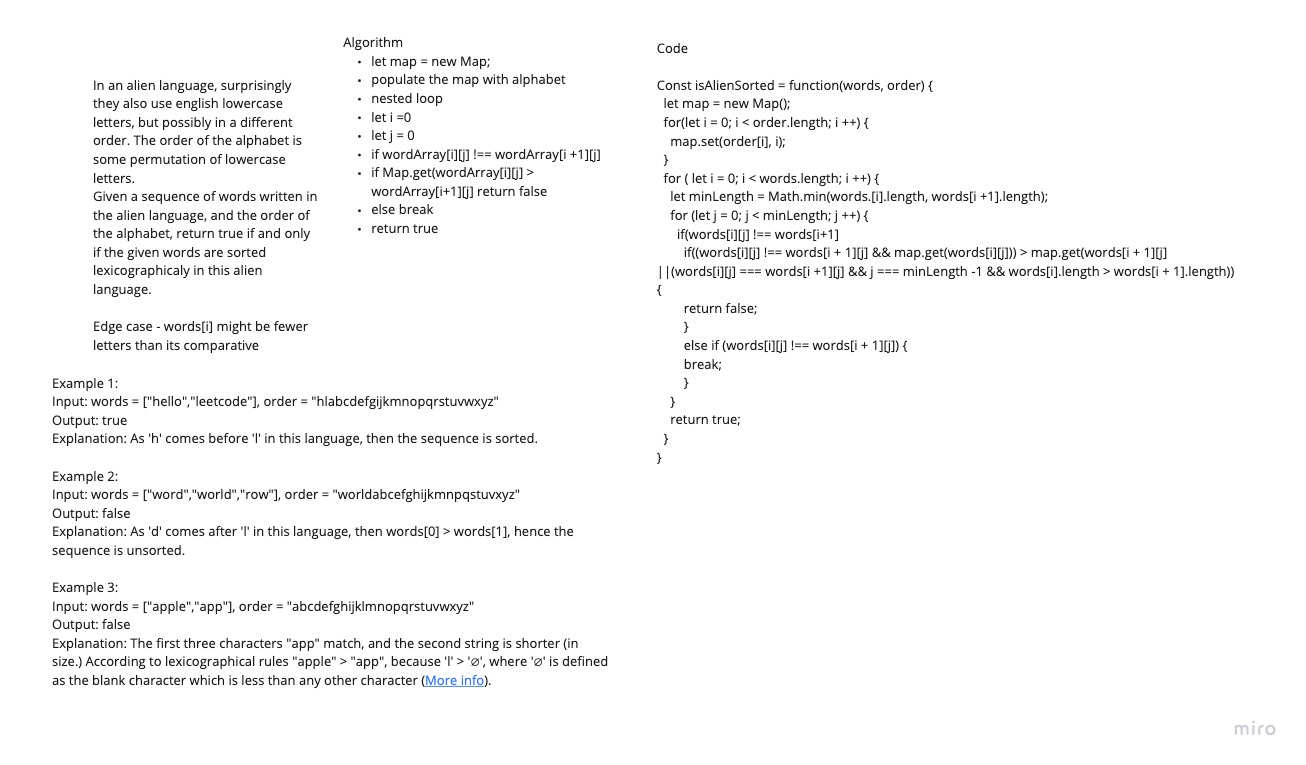 In an alien language, surprisingly
they also use english lowercase
letters, but possibly in a different
order. The order of the alphabet is
some permutation of lowercase
letters.
Given a sequence of words written in
the alien language, and the order of
the alphabet, return true if and only
if the given words are sorted
lexicographicaly in this alien
language.
Edge case - words[i] might be fewer
letters than its comparative
Algorithm
• let map = new Map;
• populate the map with alphabet
• nested loop
• let i =0
• let j = 0
• if wordArray[i][j] !== wordArray[i +1][j]
• if Map.get(wordArray[i][j] >
wordArray[i+1][j] return false
• else break
• return true
Example 1:
Input: words = ["hello","leetcode"], order = "hlabcdefgijkmnopqrstuvwxyz"
Output: true
Explanation: As 'h' comes before 'l' in this language, then the sequence is sorted.
Example 2:
Input: words = ["word","world","row"], order = "worldabcefghijkmnpqstuvxyz"
Output: false
Explanation: As 'd' comes after 'l' in this language, then words[0] > words[1], hence the
sequence is unsorted.
Example 3:
Input: words = ["apple","app"], order = "abcdefghijklmnopqrstuvwxyz"
Output: false
Explanation: The first three characters "app" match, and the second string is shorter (in
size.) According to lexicographical rules "apple" > "app", because 'l' > '∅', where '∅' is defined
as the blank character which is less than any other character (More info).
Code
Const isAlienSorted = function(words, order) {
let map = new Map();
for(let i = 0; i < order.length; i ++) {
map.set(order[i], i);
}
for ( let i = 0; i < words.length; i ++) {
let minLength = Math.min(words.[i].length, words[i +1].length);
for (let j = 0; j < minLength; j ++) {
if(words[i][j] !== words[i+1]
if((words[i][j] !== words[i + 1][j] && map.get(words[i][j])) > map.get(words[i + 1][j]
||(words[i][j] === words[i +1][j] && j === minLength -1 && words[i].length > words[i + 1].length))
{
return false;
}
else if (words[i][j] !== words[i + 1][j]) {
break;
}
}
return true;
}
}
miro